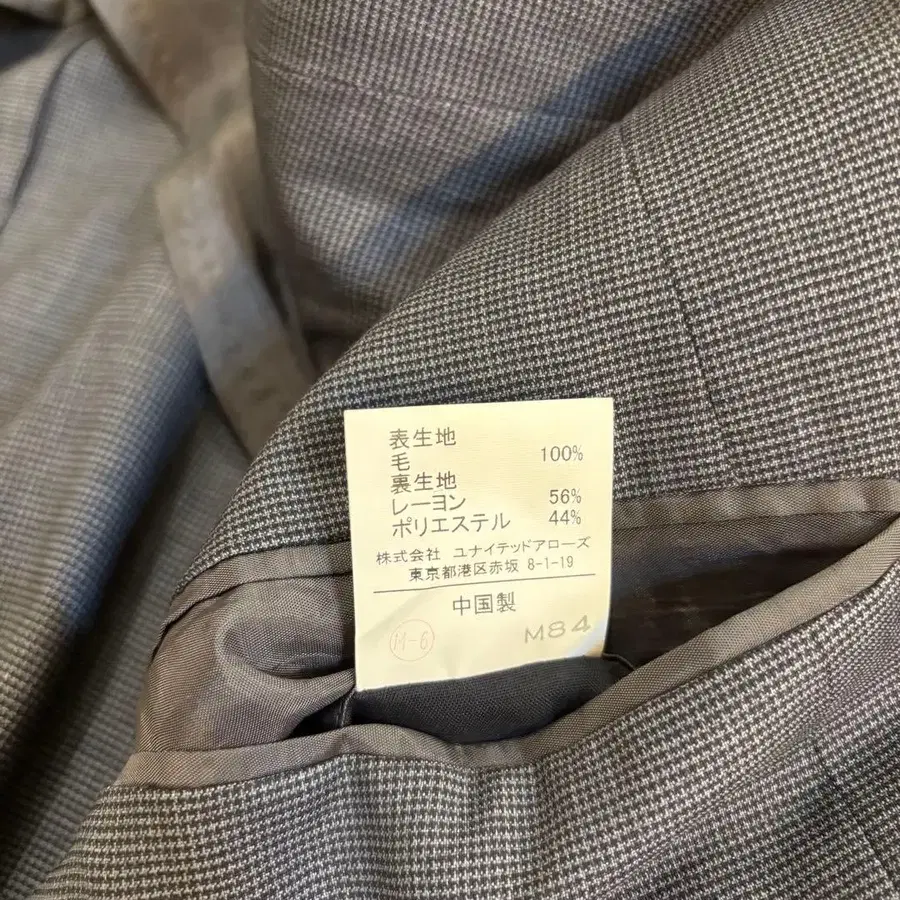 表生地
毛 100%
裏生地
レーヨン 56%
ポリエステル 44%
株式会社 ユナイテッドアローズ
東京都港区赤坂 8-1-19
中国製
M-6 M84